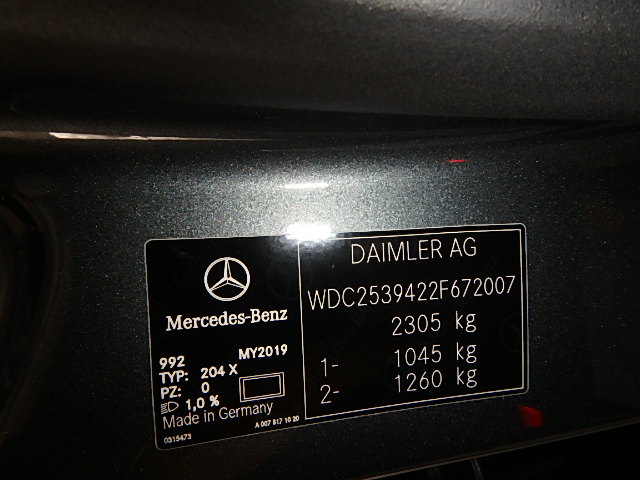 DAIMLER AG
WDC2539422F672007
2305 kg
1- 1045 kg
2- 1260 kg
Mercedes-Benz
992 MY2019
TYP: 204 X
PZ: 0
1,0 %
Made in Germany
0315473
A 007 817 10 20